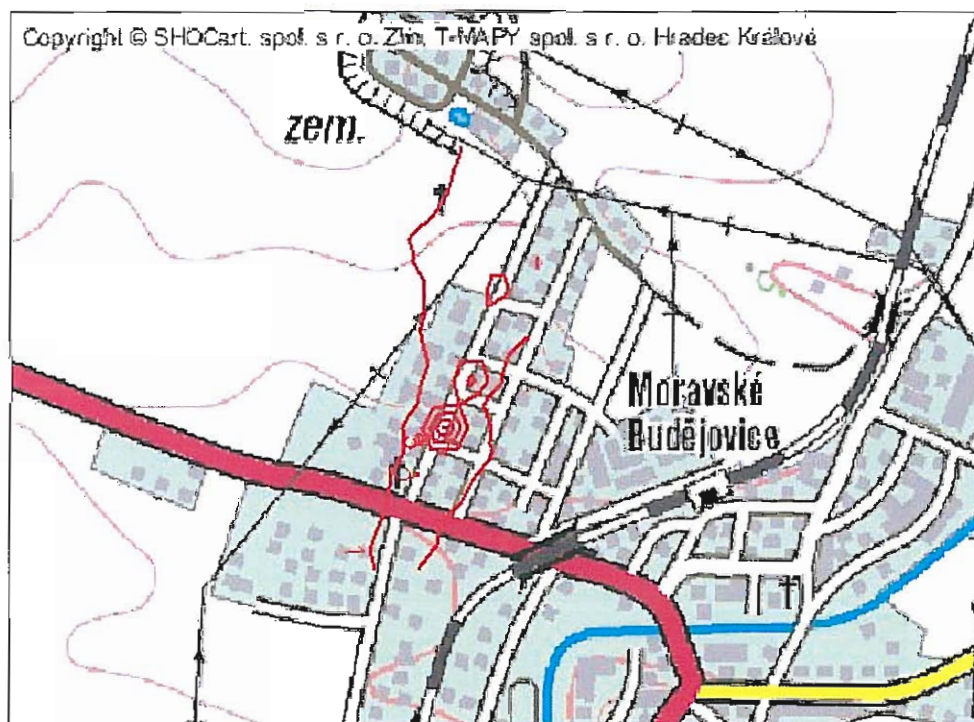 Copyright © SHOCart, spol. s r. o. Zlín, T-MAPY spol. s r. o. Hradec Králové
zem.
Moravské
Budějovice